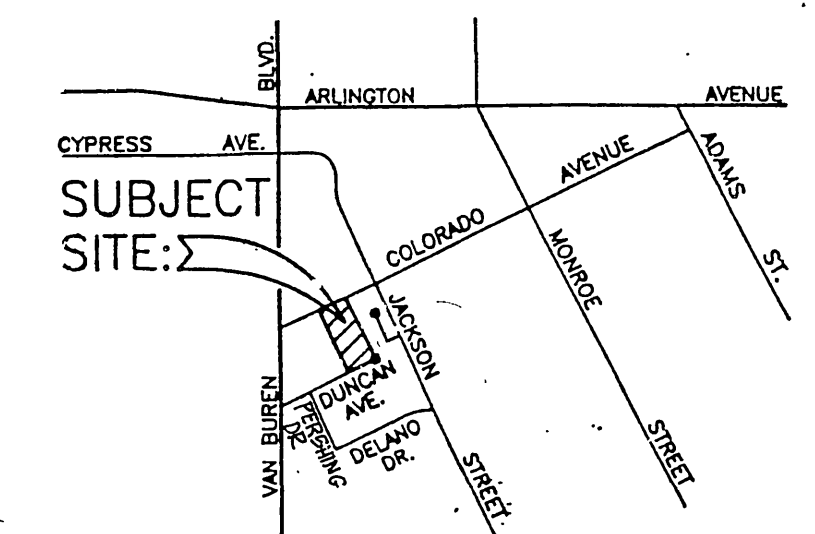 BLVD.
ARLINGTON
AVENUE
CYPRESS AVE.
ADAMS
ST.
AVENUE
SUBJECT
SITE:
COLORADO
MONROE
STREET
JACKSON
STREET
DUNCAN
AVE.
PERSHING
DR
DELANO
DR.
VAN BUREN